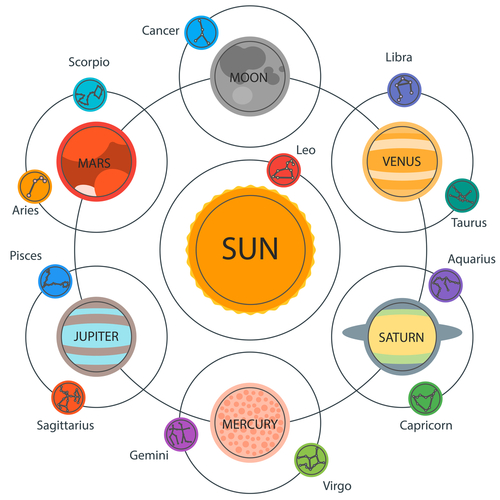 Cancer
MOON
Scorpio
Libra
MARS
VENUS
Leo
Aries
Taurus
SUN
Pisces
Aquarius
JUPITER
SATURN
Sagittarius
Capricorn
MERCURY
Gemini
Virgo